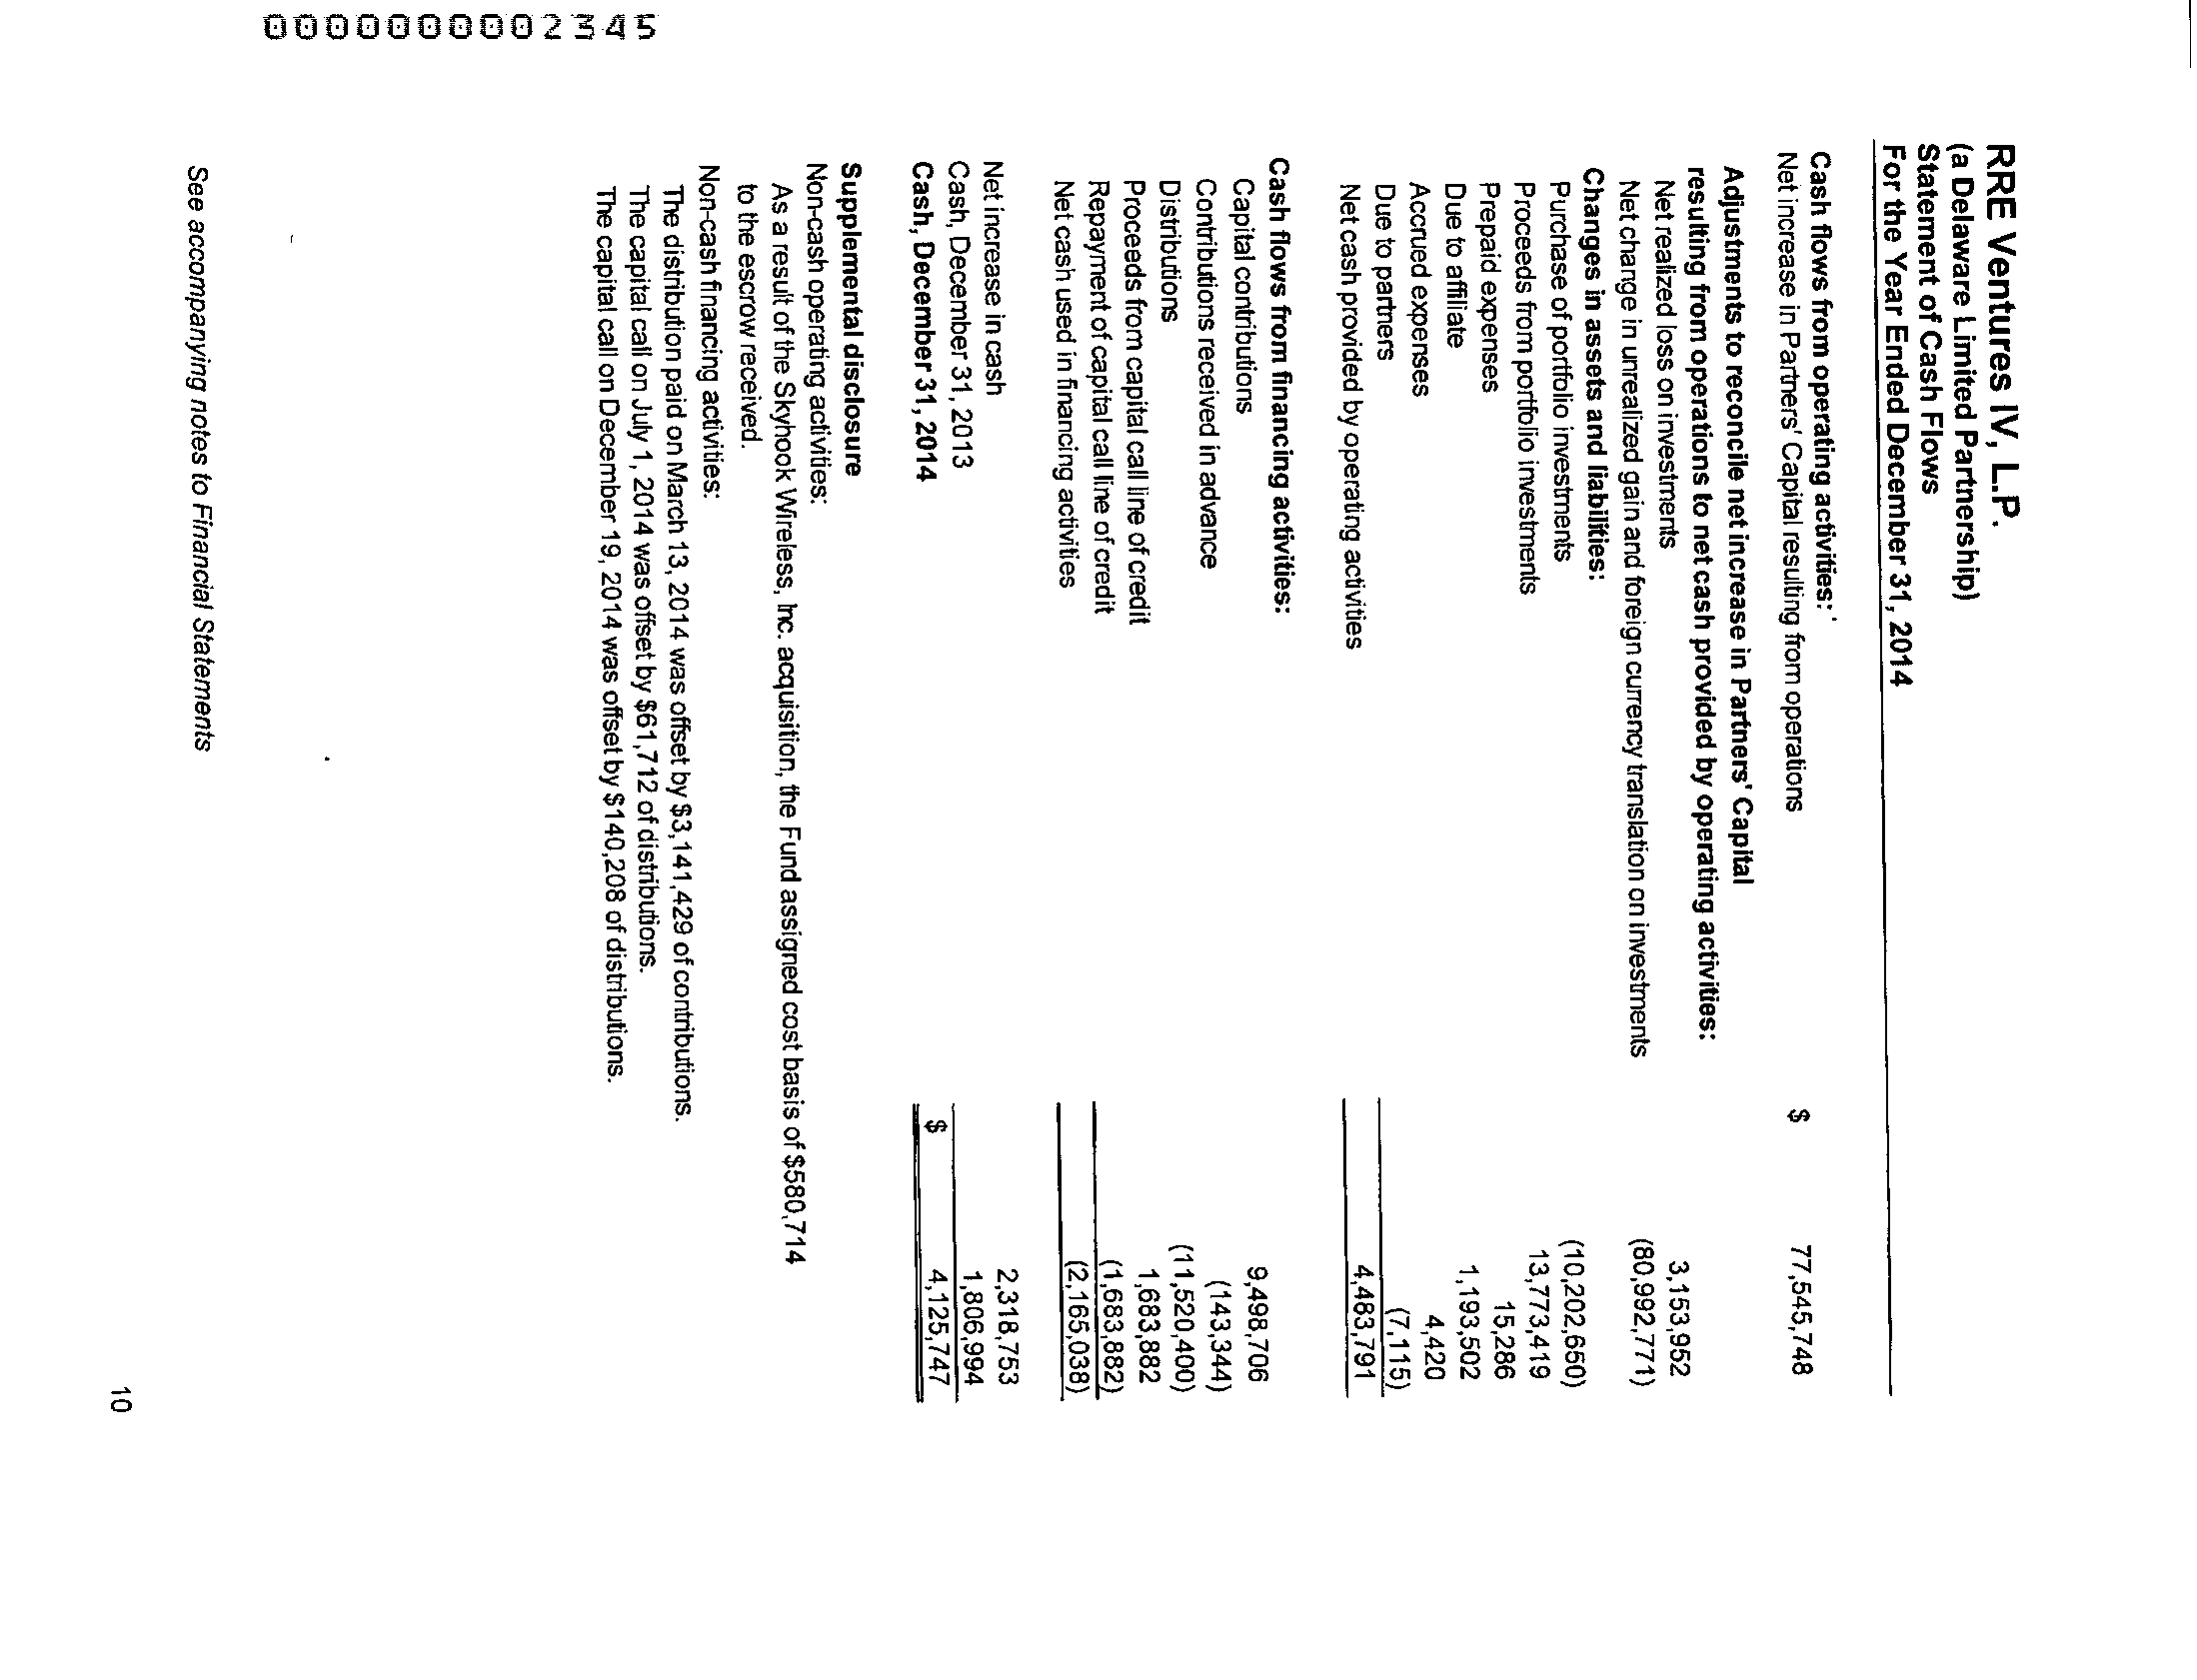 RRE Ventures IV, L.P.
(a Delaware Limited Partnership)
Statement of Cash Flows
For the Year Ended December 31, 2014
Cash flows from operating activities:
Net increase in Partners' Capital resulting from operations $ 77,545,748
Adjustments to reconcile net increase in Partners' Capital
resulting from operations to net cash provided by operating activities:
Net realized loss on investments 3,153,952
Net change in unrealized gain and foreign currency translation on investments (80,992,771)
Changes in assets and liabilities:
Purchase of portfolio investments (10,202,650)
Proceeds from portfolio investments 13,773,419
Prepaid expenses 15,286
Due to affiliate 1,193,502
Accrued expenses 4,420
Due to partners (7,115)
Net cash provided by operating activities 4,483,791
Cash flows from financing activities:
Capital contributions 9,498,706
Contributions received in advance (143,344)
Distributions (11,520,400)
Proceeds from capital call line of credit 1,683,882
Repayment of capital call line of credit (1,683,882)
Net cash used in financing activities (2,165,038)
Net increase in cash 2,318,753
Cash, December 31, 2013 1,806,994
Cash, December 31, 2014 $ 4,125,747
Supplemental disclosure
Non-cash operating activities:
As a result of the Skyhook Wireless, Inc. acquisition, the Fund assigned cost basis of $580,714
to the escrow received.
Non-cash financing activities:
The distribution paid on March 13, 2014 was offset by $3,141,429 of contributions.
The capital call on July 1, 2014 was offset by $61,712 of distributions.
The capital call on December 19, 2014 was offset by $140,208 of distributions.
See accompanying notes to Financial Statements
10
0000000002345